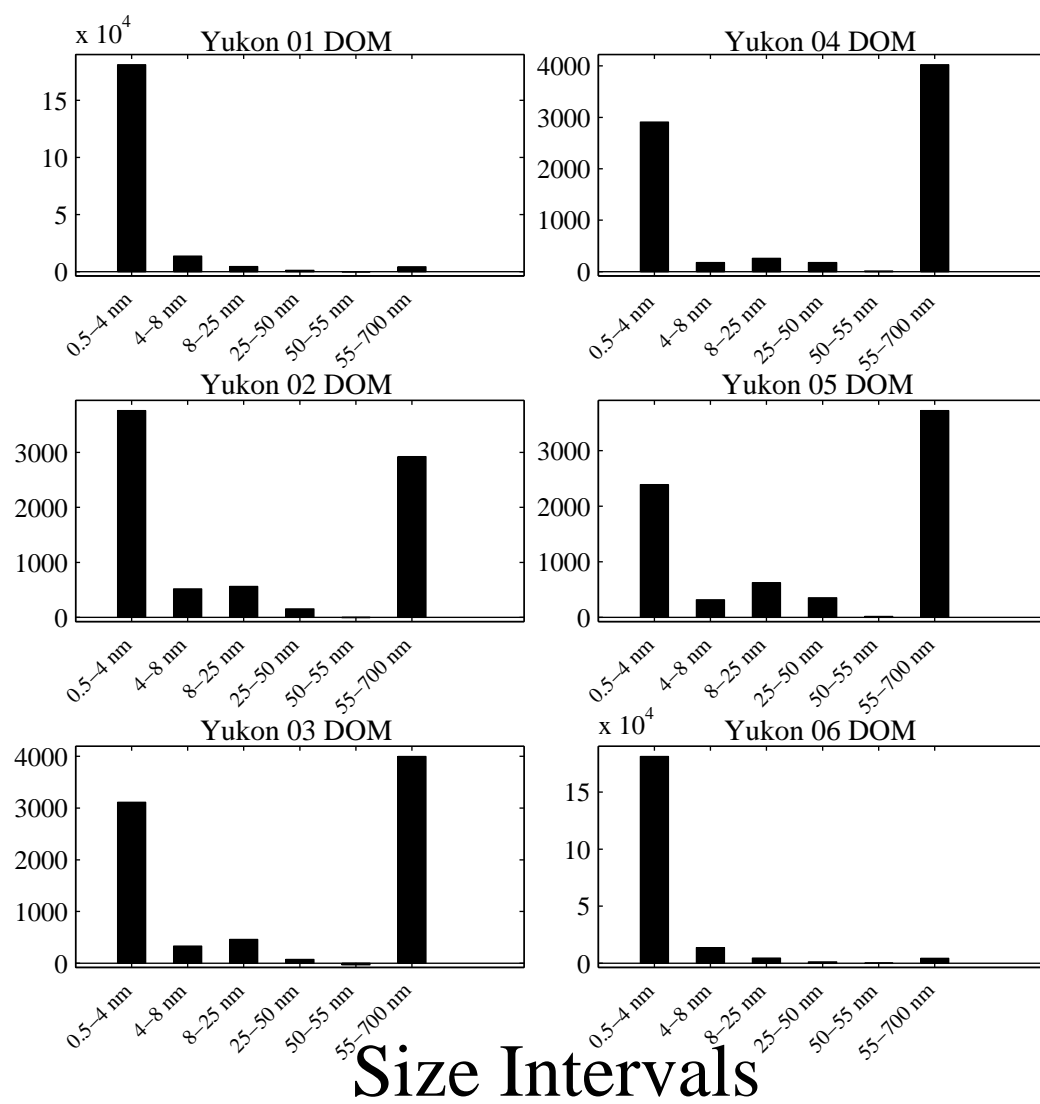 x 10^4
Yukon 01 DOM
15
10
5
0
0.5–4 nm
4–8 nm
8–25 nm
25–50 nm
50–55 nm
55–700 nm
Yukon 04 DOM
4000
3000
2000
1000
0
0.5–4 nm
4–8 nm
8–25 nm
25–50 nm
50–55 nm
55–700 nm
Yukon 02 DOM
3000
2000
1000
0
0.5–4 nm
4–8 nm
8–25 nm
25–50 nm
50–55 nm
55–700 nm
Yukon 05 DOM
3000
2000
1000
0
0.5–4 nm
4–8 nm
8–25 nm
25–50 nm
50–55 nm
55–700 nm
Yukon 03 DOM
4000
3000
2000
1000
0
0.5–4 nm
4–8 nm
8–25 nm
25–50 nm
50–55 nm
55–700 nm
x 10^4
Yukon 06 DOM
15
10
5
0
0.5–4 nm
4–8 nm
8–25 nm
25–50 nm
50–55 nm
55–700 nm
Size Intervals